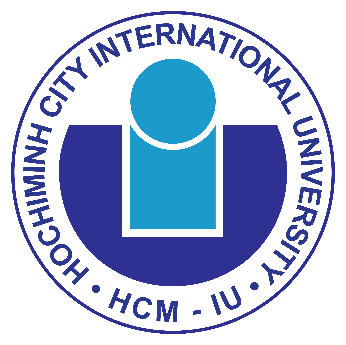 HOCHIMINH CITY INTERNATIONAL UNIVERSITY
• HCM - IU •